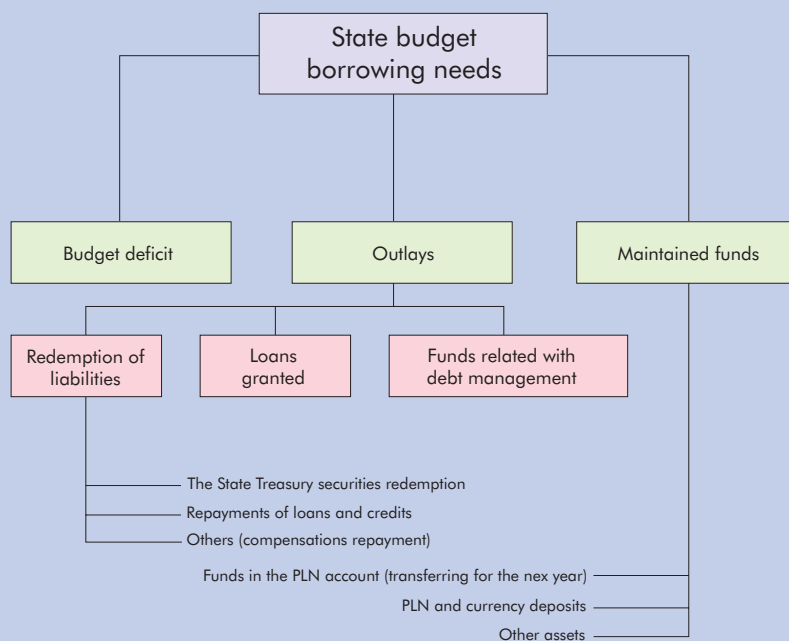 State budget
borrowing needs
Budget deficit
Outlays
Maintained funds
Redemption of
liabilities
Loans
granted
Funds related with
debt management
The State Treasury securities redemption
Repayments of loans and credits
Others (compensations repayment)
Funds in the PLN account (transferring for the nex year)
PLN and currency deposits
Other assets